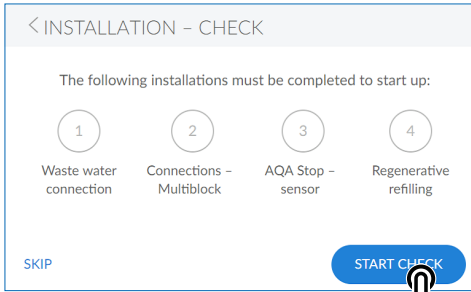 INSTALLATION – CHECK
The following installations must be completed to start up:
1
2
3
4
Waste water
connection
Connections –
Multiblock
AQA Stop –
sensor
Regenerative
refilling
SKIP
START CHECK